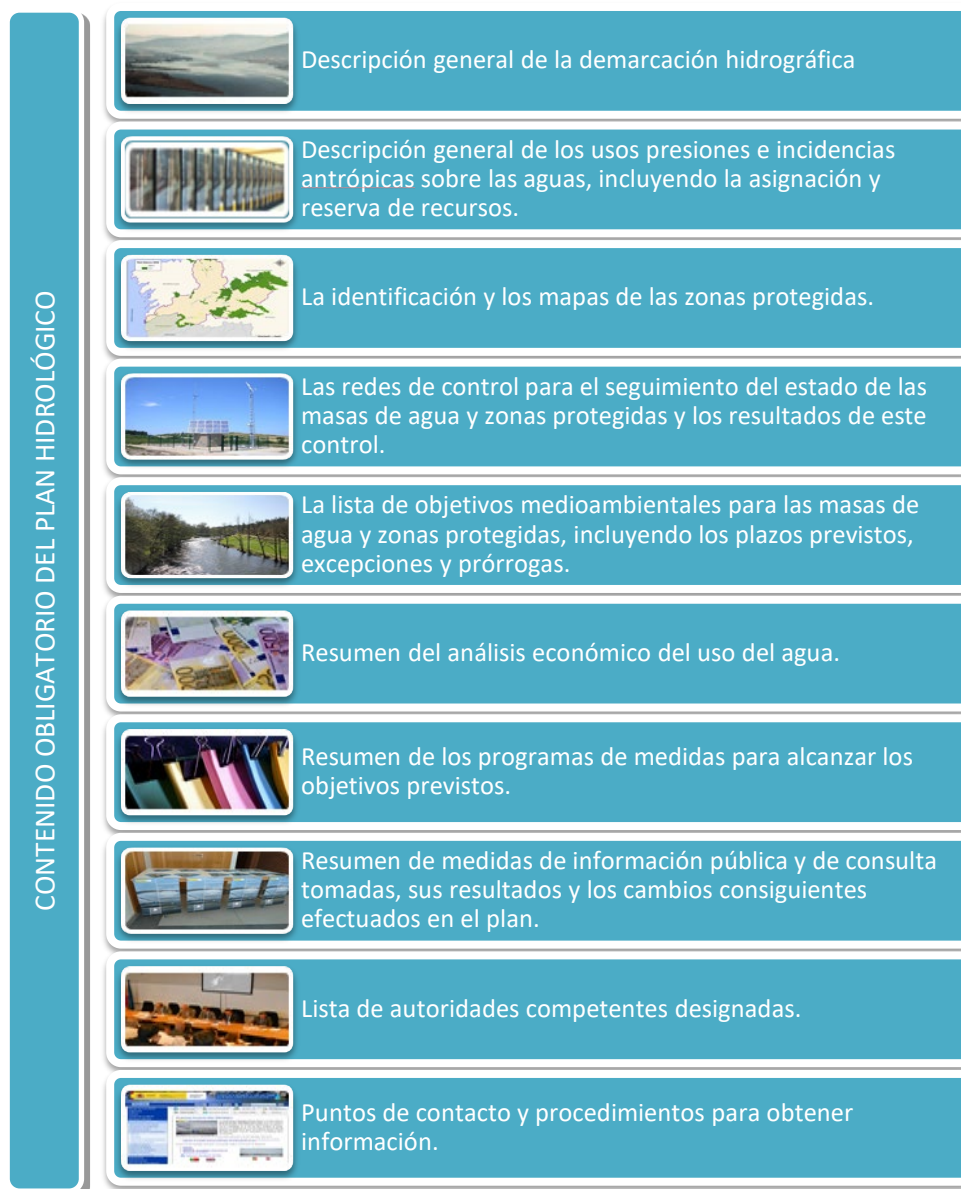 CONTENIDO OBLIGATORIO DEL PLAN HIDROLÓGICO
Descripción general de la demarcación hidrográfica
Descripción general de los usos presiones e incidencias
antrópicas sobre las aguas, incluyendo la asignación y
reserva de recursos.
La identificación y los mapas de las zonas protegidas.
Las redes de control para el seguimiento del estado de las
masas de agua y zonas protegidas y los resultados de este
control.
La lista de objetivos medioambientales para las masas de
agua y zonas protegidas, incluyendo los plazos previstos,
excepciones y prórrogas.
Resumen del análisis económico del uso del agua.
Resumen de los programas de medidas para alcanzar los
objetivos previstos.
Resumen de medidas de información pública y de consulta
tomadas, sus resultados y los cambios consiguientes
efectuados en el plan.
Lista de autoridades competentes designadas.
Puntos de contacto y procedimientos para obtener
información.